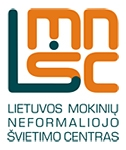 LMNŠC
LIETUVOS MOKINIŲ
NEFORMALIOJO
ŠVIETIMO CENTRAS